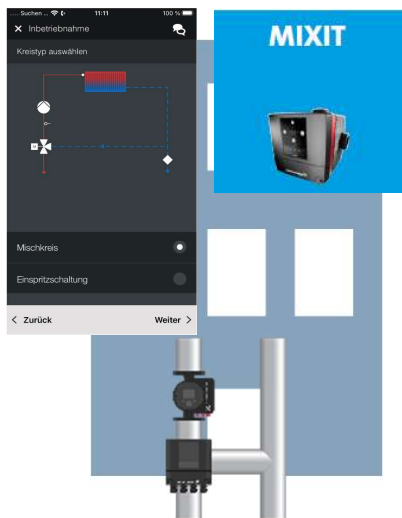 Suchen ...
11:11
100 %
Inbetriebnahme
Kreistyp auswählen
Mischkreis
Einspritzschaltung
Zurück
Weiter
MIXIT